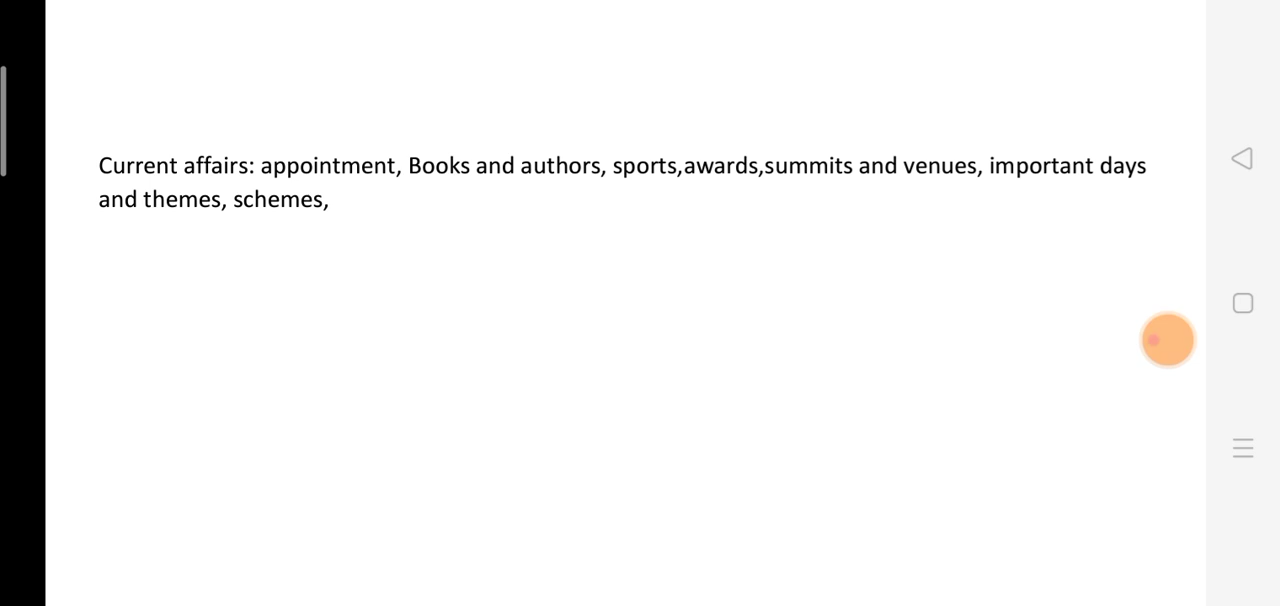 Current affairs: appointment, Books and authors, sports,awards,summits and venues, important days
and themes, schemes,